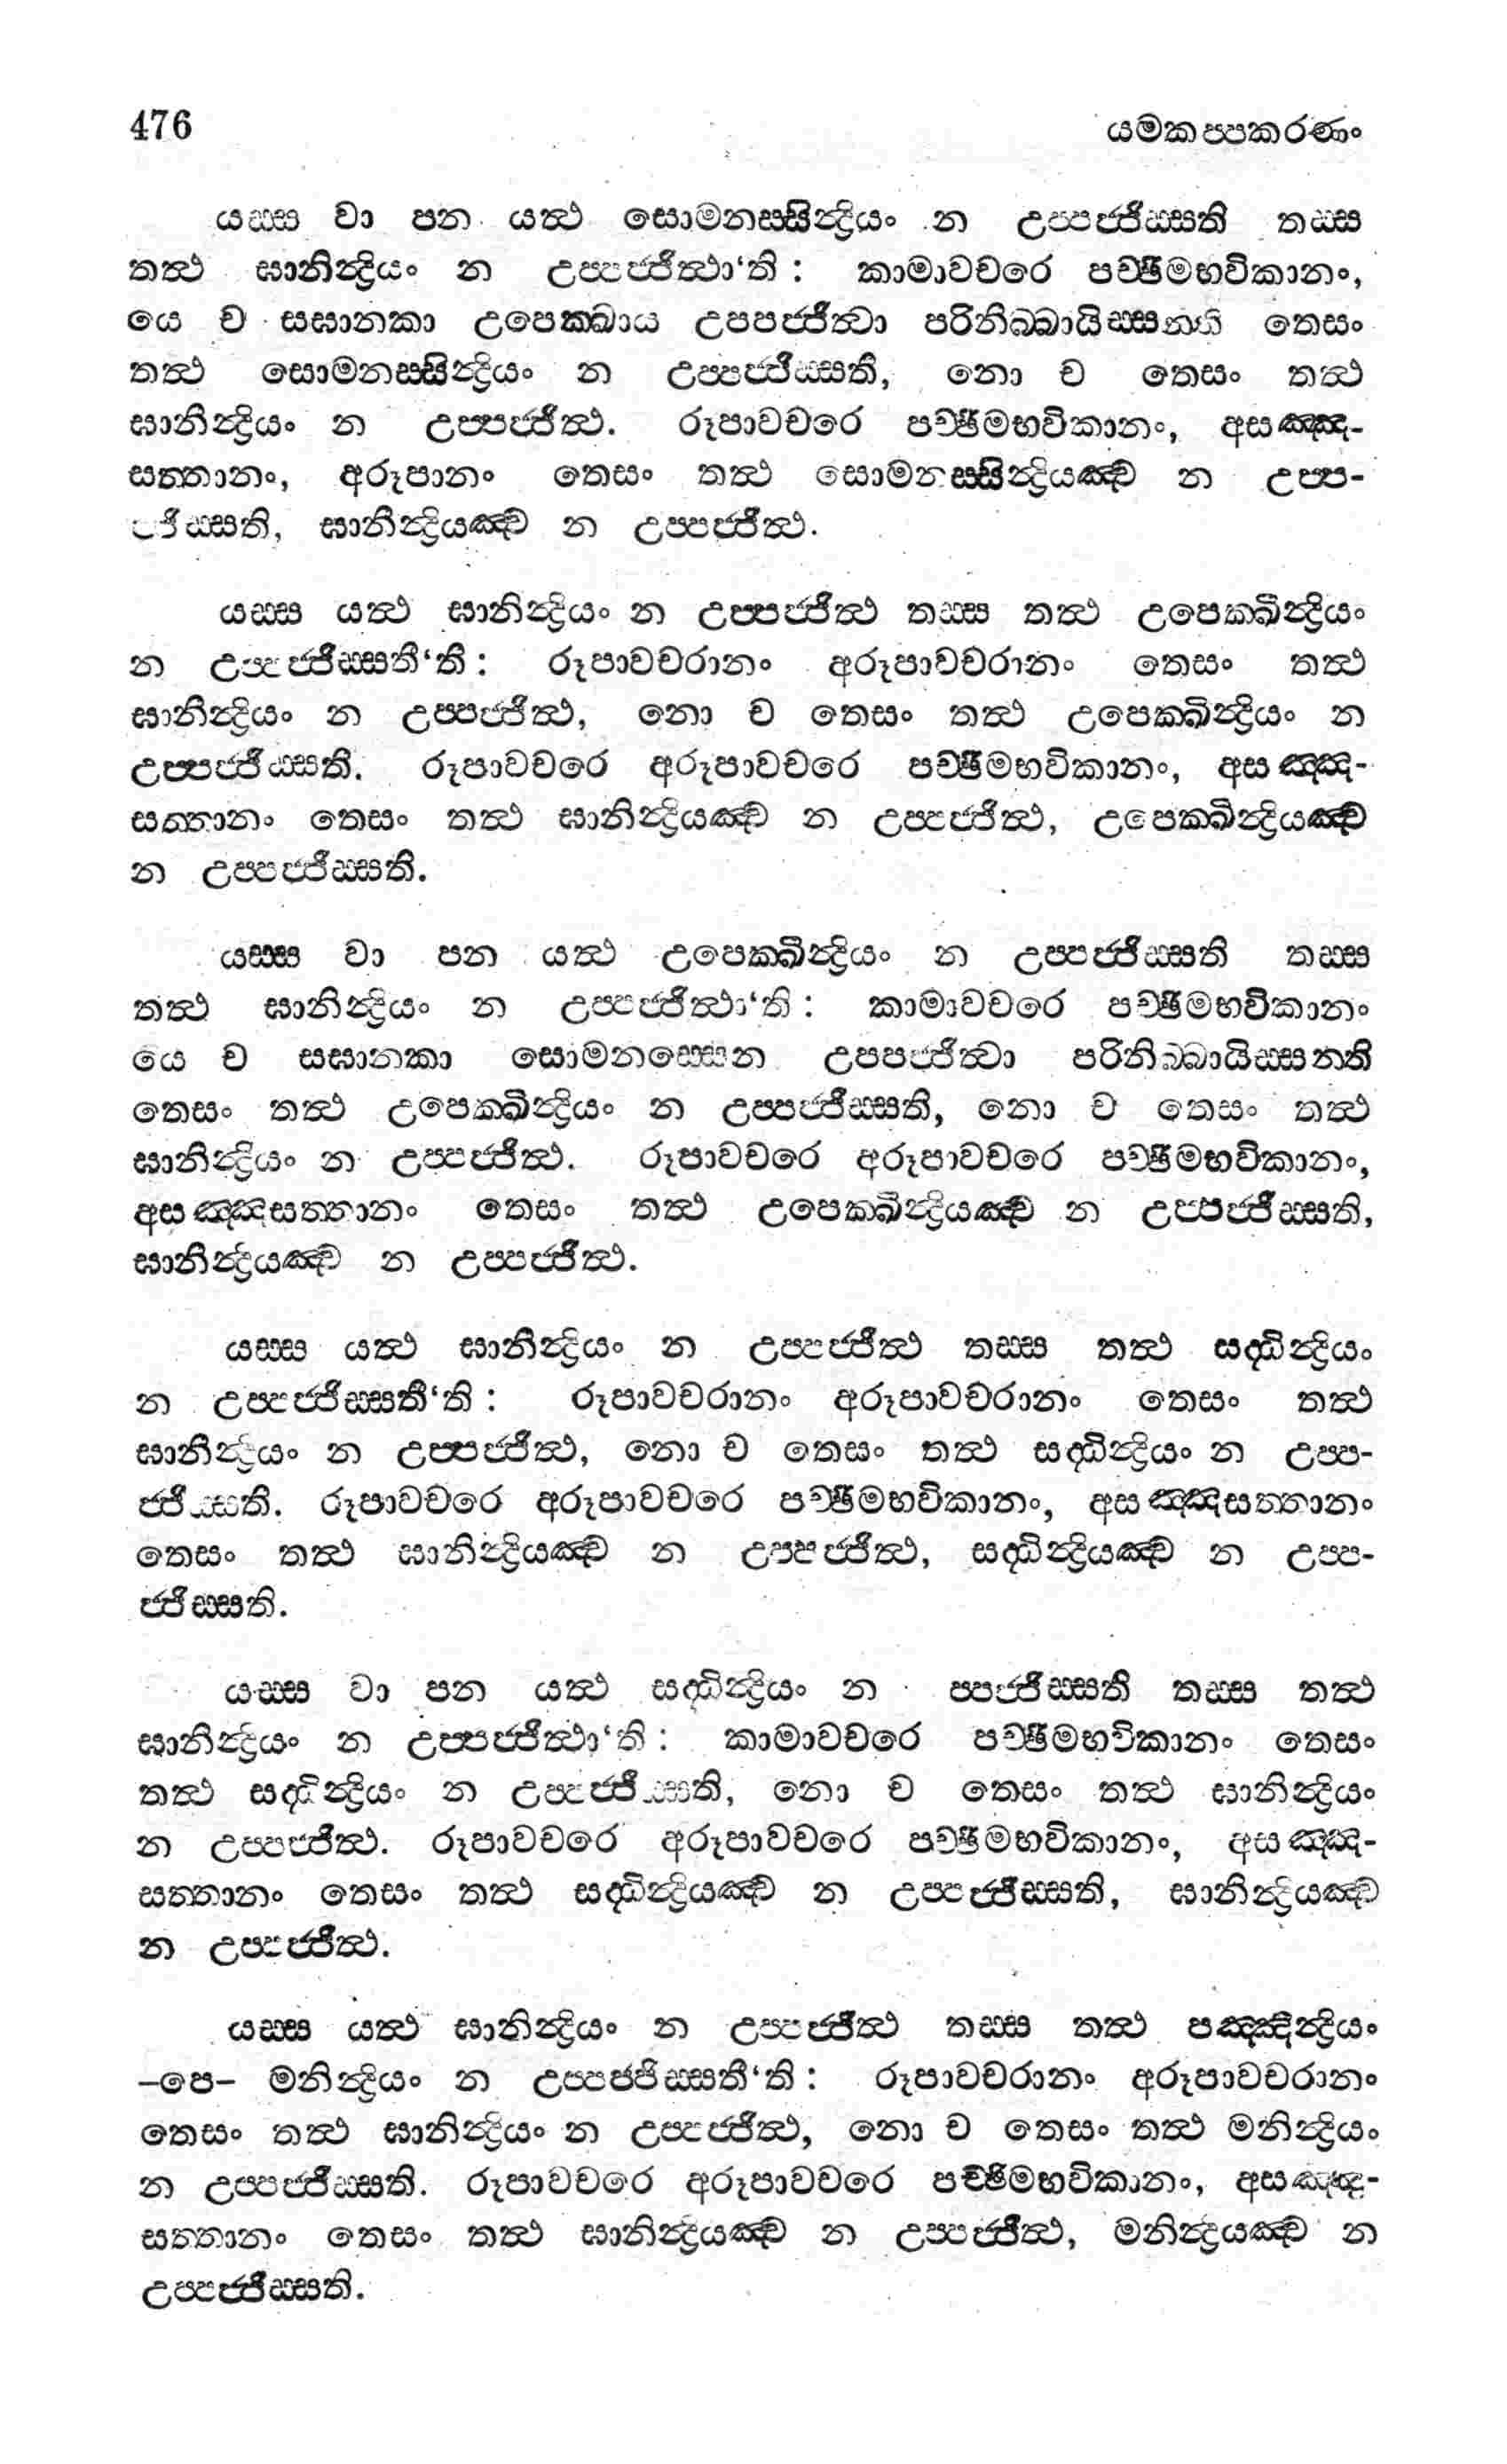 476 යමකප්පකරණං
යස්ස වා පන යත්ථ සොමනස්සින්ද්‍රියං න උප්පජ්ජිස්සති තස්ස
තත්ථ ඝානින්ද්‍රියං න උප්පජ්ජිත්ථා‘ති : කාමාවචරෙ පච්ඡිමභවිකානං,
යෙ ච සඝානකා උපෙක්ඛාය උපපජ්ජිත්වා පරිනිබ්බායිස්සන්ති තෙසං
තත්ථ සොමනස්සින්ද්‍රියං න උප්පජ්ජිස්සති, නො ච තෙසං තත්ථ
ඝානින්ද්‍රියං න උප්පජ්ජිත්ථ. රූපාවචරෙ පච්ඡිමභවිකානං, අසඤ්ඤ-
සත්තානං, අරූපානං තෙසං තත්ථ සොමනස්සින්ද්‍රියඤ්ච න උප්ප-
ජ්ජිස්සති, ඝානින්ද්‍රියඤ්ච න උප්පජ්ජිත්ථ.
යස්ස යත්ථ ඝානින්ද්‍රියං න උප්පජ්ජිත්ථ තස්ස තත්ථ උපෙක්ඛින්ද්‍රියං
න උප්පජ්ජිස්සතී‘ති : රූපාවචරානං අරූපාවචරානං තෙසං තත්ථ
ඝානින්ද්‍රියං න උප්පජ්ජිත්ථ, නො ච තෙසං තත්ථ උපෙක්ඛින්ද්‍රියං න
උප්පජ්ජිස්සති. රූපාවචරෙ අරූපාවචරෙ පච්ඡිමභවිකානං, අසඤ්ඤ-
සත්තානං තෙසං තත්ථ ඝානින්ද්‍රියඤ්ච න උප්පජ්ජිත්ථ, උපෙක්ඛින්ද්‍රියඤ්ච
න උප්පජ්ජිස්සති.
යස්ස වා පන යත්ථ උපෙක්ඛින්ද්‍රියං න උප්පජ්ජිස්සති තස්ස
තත්ථ ඝානින්ද්‍රියං න උප්පජ්ජිත්ථා‘ති : කාමාවචරෙ පච්ඡිමභවිකානං
යෙ ච සඝානකා සොමනස්සෙන උපපජ්ජිත්වා පරිනිබ්බායිස්සන්ති
තෙසං තත්ථ උපෙක්ඛින්ද්‍රියං න උප්පජ්ජිස්සති, නො ච තෙසං තත්ථ
ඝානින්ද්‍රියං න උප්පජ්ජිත්ථ. රූපාවචරෙ අරූපාවචරෙ පච්ඡිමභවිකානං,
අසඤ්ඤසත්තානං තෙසං තත්ථ උපෙක්ඛින්ද්‍රියඤ්ච න උප්පජ්ජිස්සති,
ඝානින්ද්‍රියඤ්ච න උප්පජ්ජිත්ථ.
යස්ස යත්ථ ඝානින්ද්‍රියං න උප්පජ්ජිත්ථ තස්ස තත්ථ සද්ධින්ද්‍රියං
න උප්පජ්ජිස්සතී‘ති : රූපාවචරානං අරූපාවචරානං තෙසං තත්ථ
ඝානින්ද්‍රියං න උප්පජ්ජිත්ථ, නො ච තෙසං තත්ථ සද්ධින්ද්‍රියං න උප්ප-
ජ්ජිස්සති. රූපාවචරෙ අරූපාවචරෙ පච්ඡිමභවිකානං, අසඤ්ඤසත්තානං
තෙසං තත්ථ ඝානින්ද්‍රියඤ්ච න උප්පජ්ජිත්ථ, සද්ධින්ද්‍රියඤ්ච න උප්ප-
ජ්ජිස්සති.
යස්ස වා පන යත්ථ සද්ධින්ද්‍රියං න ප්පජ්ජිස්සති තස්ස තත්ථ
ඝානින්ද්‍රියං න උප්පජ්ජිත්ථා‘ති : කාමාවචරෙ පච්ඡිමභවිකානං තෙසං
තත්ථ සද්ධින්ද්‍රියං න උප්පජ්ජිස්සති, නො ච තෙසං තත්ථ ඝානින්ද්‍රියං
න උප්පජ්ජිත්ථ. රූපාවචරෙ අරූපාවචරෙ පච්ඡිමභවිකානං, අසඤ්ඤ-
සත්තානං තෙසං තත්ථ සද්ධින්ද්‍රියඤ්ච න උප්පජ්ජිස්සති, ඝානින්ද්‍රියඤ්ච
න උප්පජ්ජිත්ථ.
යස්ස යත්ථ ඝානින්ද්‍රියං න උප්පජ්ජිත්ථ තස්ස තත්ථ පඤ්ඤින්ද්‍රියං
–පෙ– මනින්ද්‍රියං න උප්පජ්ජිස්සතී‘ති : රූපාවචරානං අරූපාවචරානං
තෙසං තත්ථ ඝානින්ද්‍රියං න උප්පජ්ජිත්ථ, නො ච තෙසං තත්ථ මනින්ද්‍රියං
න උප්පජ්ජිස්සති. රූපාවචරෙ අරූපාවචරෙ පච්ඡිමභවිකානං, අසඤ්ඤ-
සත්තානං තෙසං තත්ථ ඝානින්ද්‍රියඤ්ච න උප්පජ්ජිත්ථ, මනින්ද්‍රියඤ්ච න
උප්පජ්ජිස්සති.